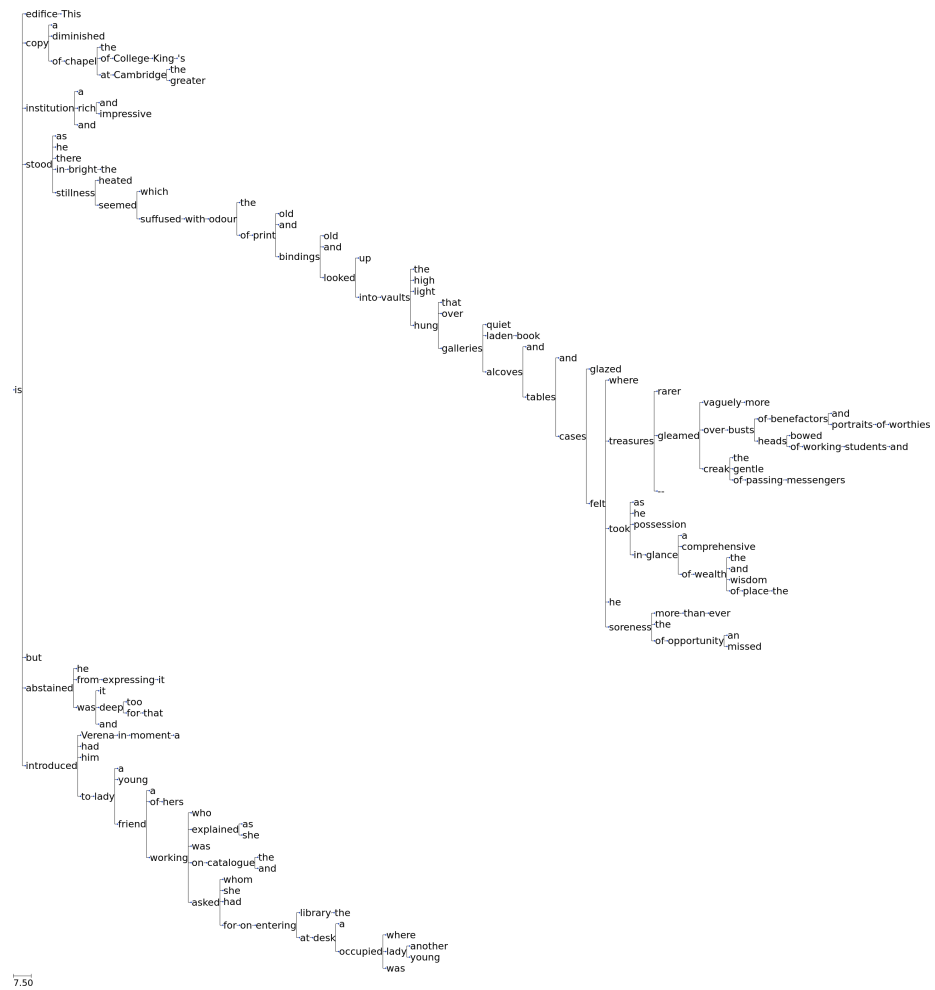 edifice This
a
copy diminished
the
of chapel of College King 's
the
at Cambridge
greater
a
and
institution rich
impressive
and
as
he
there
stood in bright the
heated
stillness
which
seemed
the
suffused with odour
old
and
of print
old
and
bindings
up
looked
the
high
into vaults light
that
over
hung
quiet
laden book
galleries
and
and
alcoves
glazed
tables
where
rarer
is
vaguely more
and
of benefactors
portraits of worthies
over busts
bowed
cases gleamed heads
treasures of working students and
the
creak gentle
of passing messengers
--
felt as
he
possession
took
a
comprehensive
in glance
the
and
of wealth
wisdom
of place the
he
more than ever
the
soreness
an
of opportunity
missed
but
he
from expressing it
abstained it
too
was deep
for that
and
Verena in moment a
had
him
introduced a
young
to lady
a
of hers
who
friend
as
explained
she
was
the
working on catalogue
and
whom
she
asked had
library the
a
for on entering
where
at desk
another
occupied lady
young
was
7.50